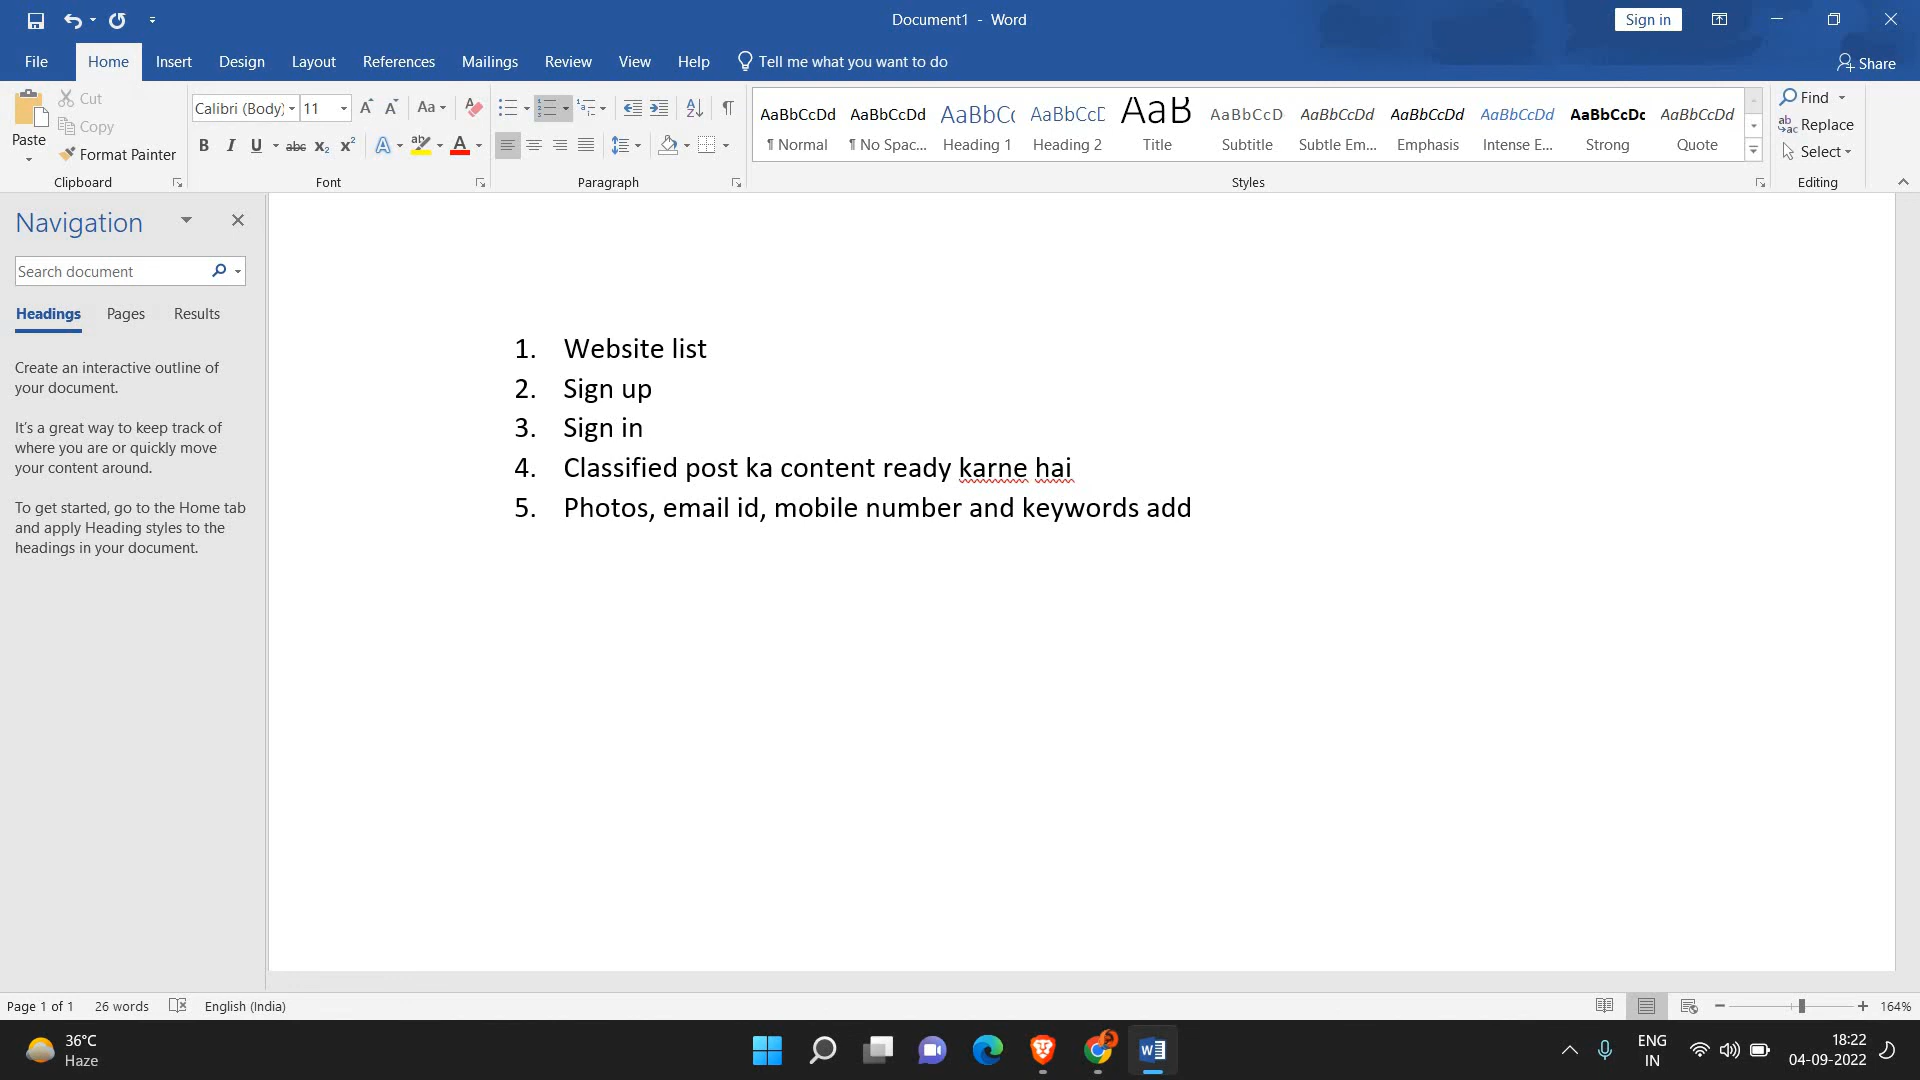 Document1 - Word
Sign in
File Home Insert Design Layout References Mailings Review View Help Tell me what you want to do
Share
Paste
Cut
Copy
Format Painter
Clipboard
Calibri (Body) 11
Font
Paragraph
AaBbCcDd AaBbCcDd AaBbCc AaBbCcD AaB AaBbCcD AaBbCcDd AaBbCcDd AaBbCcDd AaBbCcDc AaBbCcDd
¶ Normal ¶ No Spac... Heading 1 Heading 2 Title Subtitle Subtle Em... Emphasis Intense E... Strong Quote
Styles
Find
Replace
Select
Editing
Navigation
Search document
Headings Pages Results
Create an interactive outline of
your document.
It's a great way to keep track of
where you are or quickly move
your content around.
To get started, go to the Home tab
and apply Heading styles to the
headings in your document.
1. Website list
2. Sign up
3. Sign in
4. Classified post ka content ready karne hai
5. Photos, email id, mobile number and keywords add
Page 1 of 1 26 words English (India)
164%
36°C
Haze
ENG
IN
18:22
04-09-2022